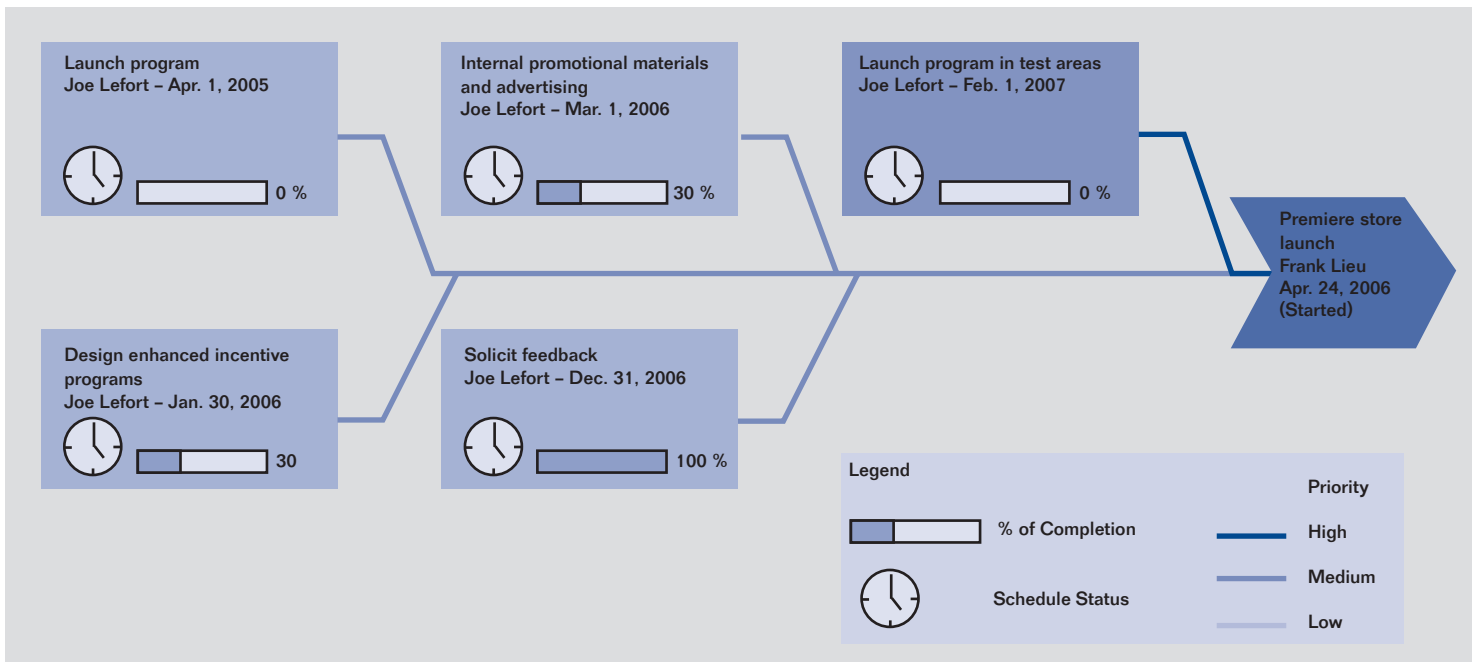 Launch program
Joe Lefort – Apr. 1, 2005
0 %
Internal promotional materials
and advertising
Joe Lefort – Mar. 1, 2006
30 %
Launch program in test areas
Joe Lefort – Feb. 1, 2007
0 %
Premiere store
launch
Frank Lieu
Apr. 24, 2006
(Started)
Design enhanced incentive
programs
Joe Lefort – Jan. 30, 2006
30
Solicit feedback
Joe Lefort – Dec. 31, 2006
100 %
Legend
% of Completion
Schedule Status
Priority
High
Medium
Low